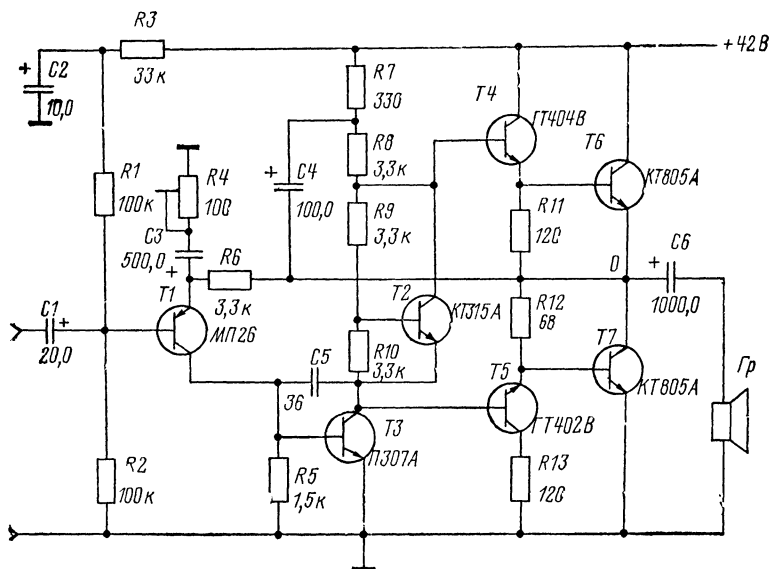 R3
33к
+42В
C2
+
10,0
R7
330
T4
ГТ404В
R1
100к
R4
100
R8
3,3к
C4
+
100,0
T6
КТ805А
R9
3,3к
R11
120
C3
500,0
+
R6
3,3к
0
C6
+
1000,0
T1
МП26
T2
КТ315А
R12
68
C1
+
20,0
T7
КТ805А
R10
3,3к
C5
36
T5
ГТ402В
Гр
T3
П307А
R5
1,5к
R2
100к
R13
120